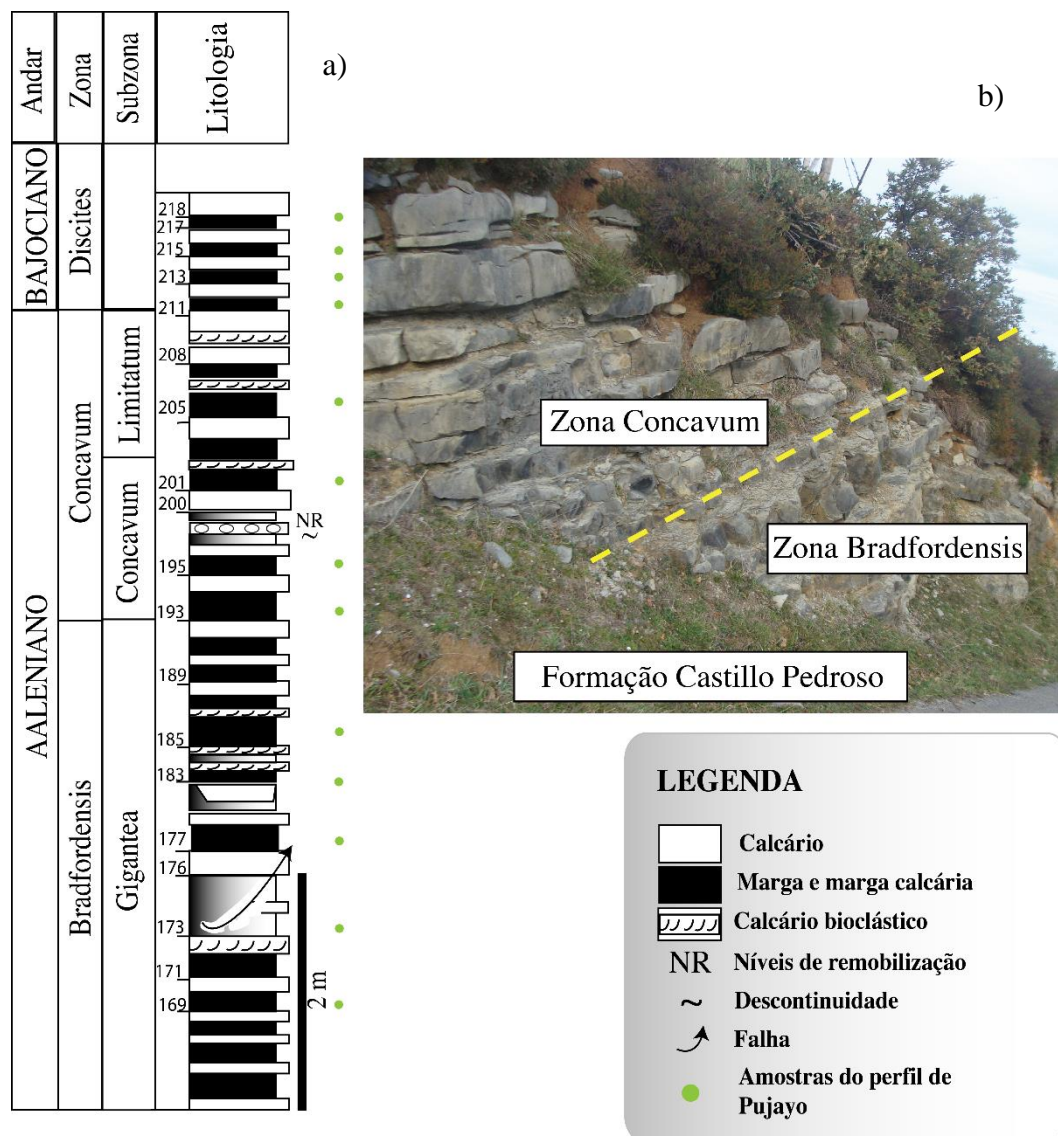 Andar
Zona
Subzona
Litologia
a)
b)
BAJOCIANO
Discites
AALENIANO
Concavum
Bradfordensis
Limitatum
Concavum
Gigantea
218
217
215
213
211
208
205
201
200
195
193
189
185
183
177
176
173
171
169
NR
~
2 m
Zona Concavum
Zona Bradfordensis
Formação Castillo Pedroso
LEGENDA
Calcário
Marga e marga calcária
Calcário bioclástico
NR Níveis de remobilização
~ Descontinuidade
Falha
Amostras do perfil de
Pujayo